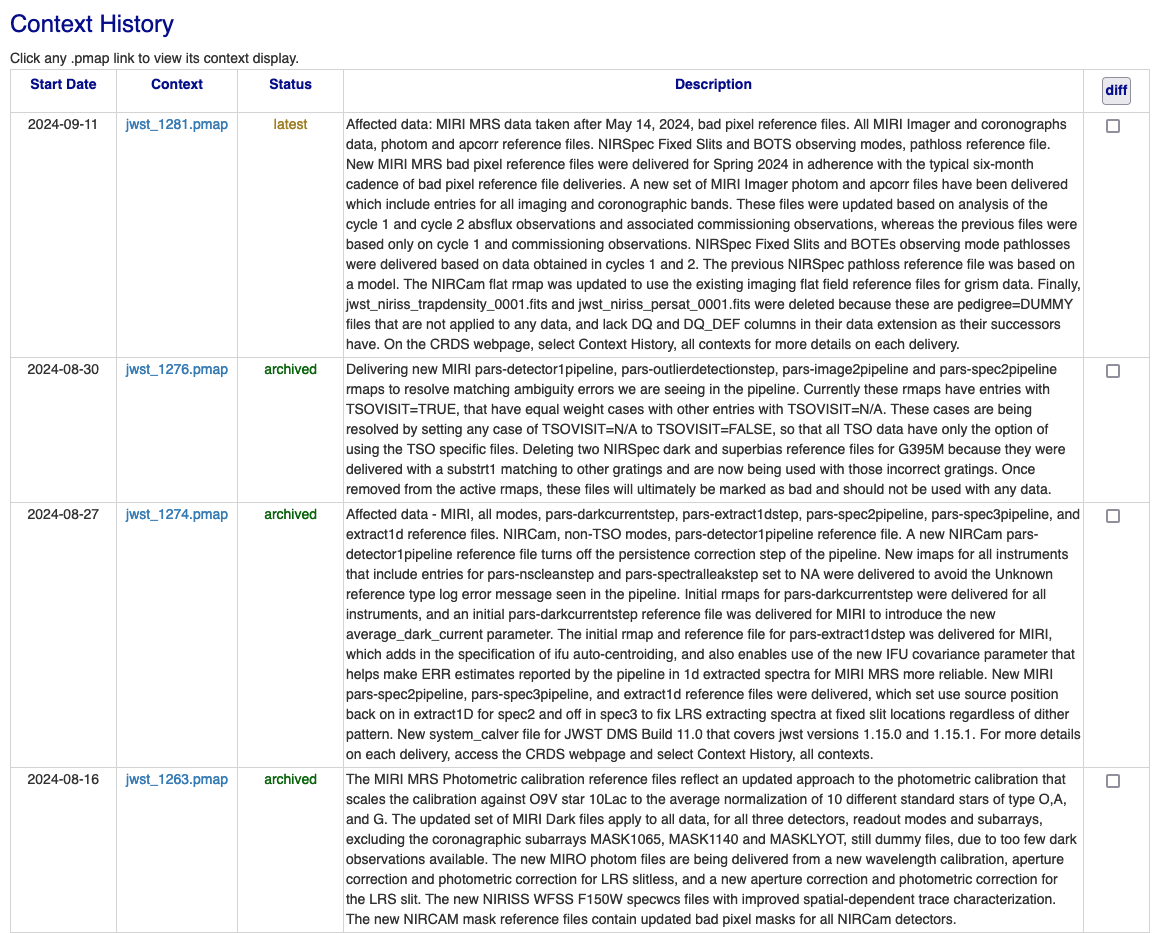 Context History
Click any .pmap link to view its context display.
Start Date Context Status Description diff
2024-09-11 jwst_1281.pmap latest Affected data: MIRI MRS data taken after May 14, 2024, bad pixel reference files. All MIRI Imager and coronographs
data, photom and apcorr reference files. NIRSpec Fixed Slits and BOTS observing modes, pathloss reference file.
New MIRI MRS bad pixel reference files were delivered for Spring 2024 in adherence with the typical six-month
cadence of bad pixel reference file deliveries. A new set of MIRI Imager photom and apcorr files have been delivered
which include entries for all imaging and coronographic bands. These files were updated based on analysis of the
cycle 1 and cycle 2 absflux observations and associated commissioning observations, whereas the previous files were
based only on cycle 1 and commissioning observations. NIRSpec Fixed Slits and BOTEs observing mode pathlosses
were delivered based on data obtained in cycles 1 and 2. The previous NIRSpec pathloss reference file was based on
a model. The NIRCam flat rmap was updated to use the existing imaging flat field reference files for grism data. Finally,
jwst_niriss_trapdensity_0001.fits and jwst_niriss_persat_0001.fits were deleted because these are pedigree=DUMMY
files that are not applied to any data, and lack DQ and DQ_DEF columns in their data extension as their successors
have. On the CRDS webpage, select Context History, all contexts for more details on each delivery.
2024-08-30 jwst_1276.pmap archived Delivering new MIRI pars-detector1pipeline, pars-outlierdetectionstep, pars-image2pipeline and pars-spec2pipeline
rmaps to resolve matching ambiguity errors we are seeing in the pipeline. Currently these rmaps have entries with
TSOVISIT=TRUE, that have equal weight cases with other entries with TSOVISIT=N/A. These cases are being
resolved by setting any case of TSOVISIT=N/A to TSOVISIT=FALSE, so that all TSO data have only the option of
using the TSO specific files. Deleting two NIRSpec dark and superbias reference files for G395M because they were
delivered with a substrt1 matching to other gratings and are now being used with those incorrect gratings. Once
removed from the active rmaps, these files will ultimately be marked as bad and should not be used with any data.
2024-08-27 jwst_1274.pmap archived Affected data - MIRI, all modes, pars-darkcurrentstep, pars-extract1dstep, pars-spec2pipeline, pars-spec3pipeline, and
extract1d reference files. NIRCam, non-TSO modes, pars-detector1pipeline reference file. A new NIRCam pars-
detector1pipeline reference file turns off the persistence correction step of the pipeline. New imaps for all instruments
that include entries for pars-nscleanstep and pars-spectralleakstep set to NA were delivered to avoid the Unknown
reference type log error message seen in the pipeline. Initial rmaps for pars-darkcurrentstep were delivered for all
instruments, and an initial pars-darkcurrentstep reference file was delivered for MIRI to introduce the new
average_dark_current parameter. The initial rmap and reference file for pars-extract1dstep was delivered for MIRI,
which adds in the specification of ifu auto-centroiding, and also enables use of the new IFU covariance parameter that
helps make ERR estimates reported by the pipeline in 1d extracted spectra for MIRI MRS more reliable. New MIRI
pars-spec2pipeline, pars-spec3pipeline, and extract1d reference files were delivered, which set use source position
back on in extract1D for spec2 and off in spec3 to fix LRS extracting spectra at fixed slit locations regardless of dither
pattern. New system_calver file for JWST DMS Build 11.0 that covers jwst versions 1.15.0 and 1.15.1. For more details
on each delivery, access the CRDS webpage and select Context History, all contexts.
2024-08-16 jwst_1263.pmap archived The MIRI MRS Photometric calibration reference files reflect an updated approach to the photometric calibration that
scales the calibration against O9V star 10Lac to the average normalization of 10 different standard stars of type O,A,
and G. The updated set of MIRI Dark files apply to all data, for all three detectors, readout modes and subarrays,
excluding the coronagraphic subarrays MASK1065, MASK1140 and MASKLYOT, still dummy files, due to too few dark
observations available. The new MIRO photom files are being delivered from a new wavelength calibration, aperture
correction and photometric correction for LRS slitless, and a new aperture correction and photometric correction for
the LRS slit. The new NIRISS WFSS F150W specwcs files with improved spatial-dependent trace characterization.
The new NIRCAM mask reference files contain updated bad pixel masks for all NIRCam detectors.